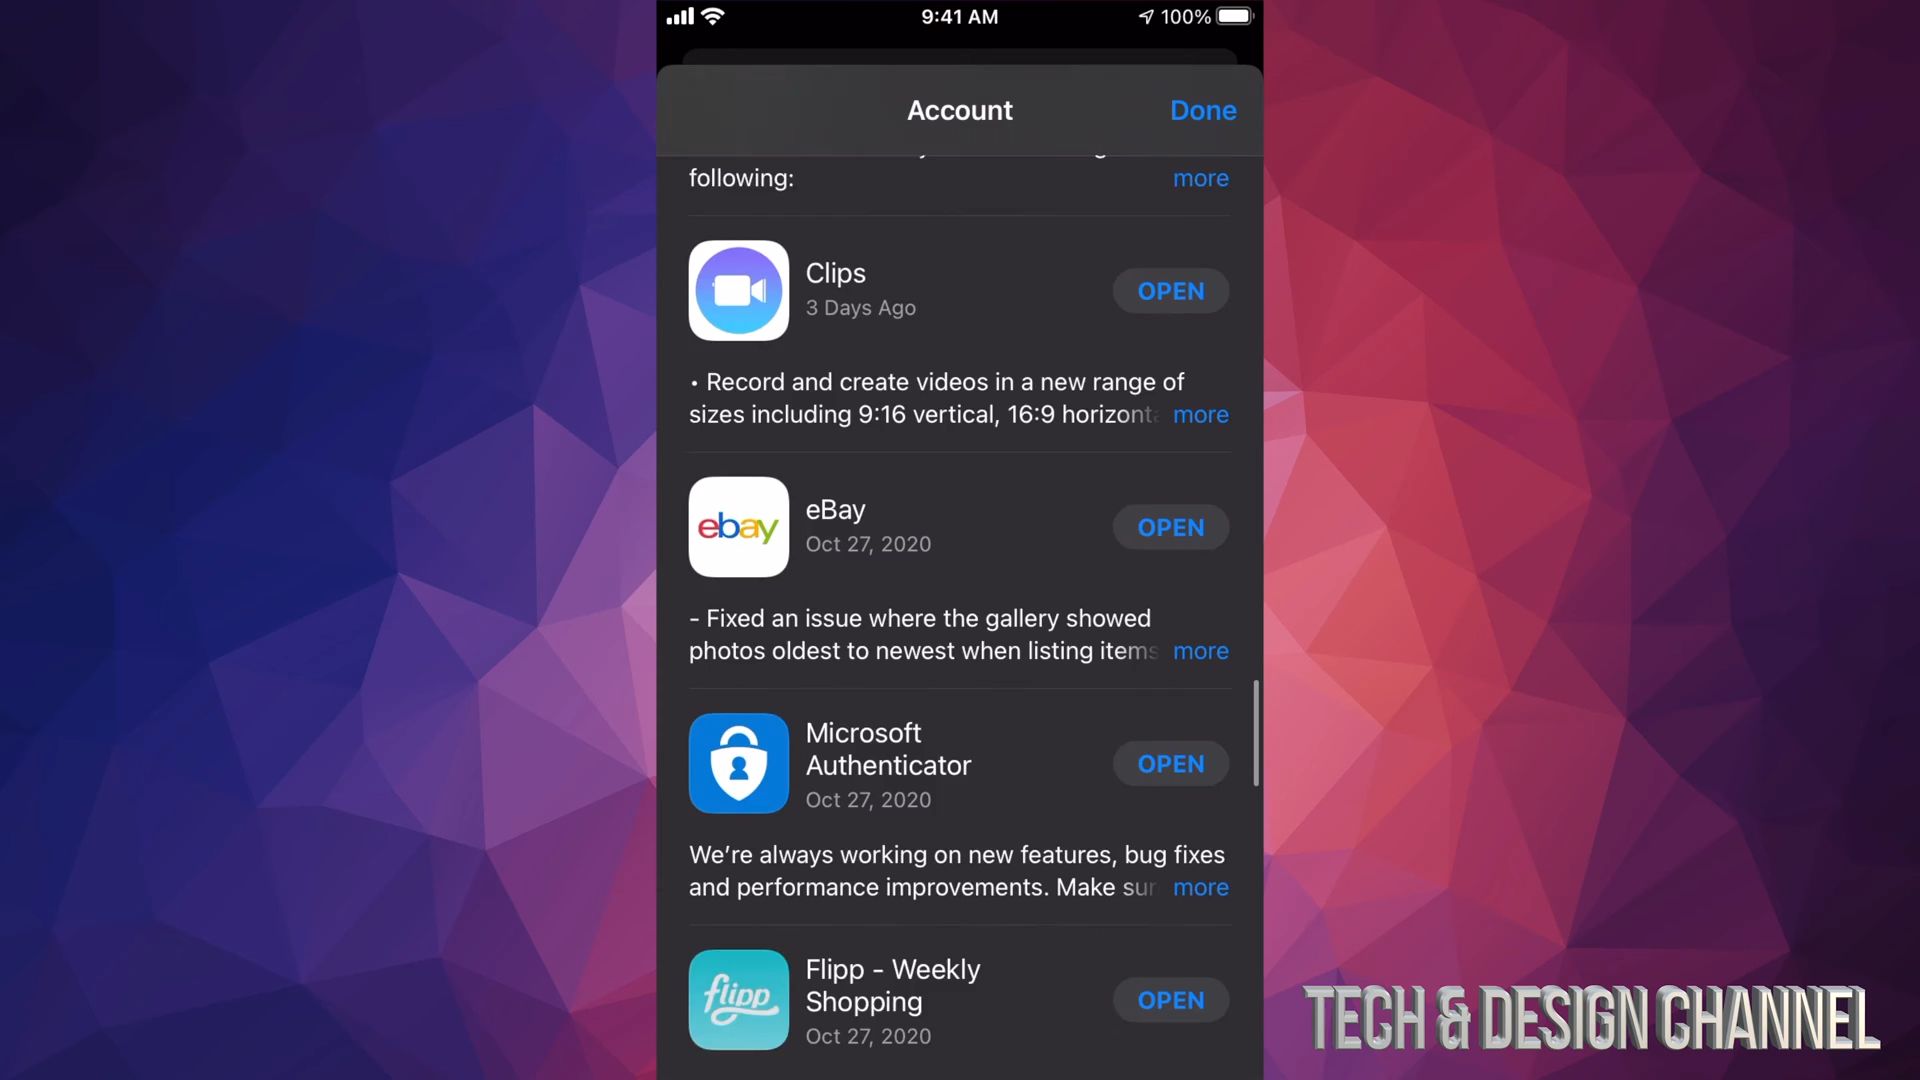 9:41 AM
100%
Account
Done
following:
more
Clips
3 Days Ago
OPEN
• Record and create videos in a new range of
sizes including 9:16 vertical, 16:9 horizont
more
ebay
eBay
Oct 27, 2020
OPEN
- Fixed an issue where the gallery showed
photos oldest to newest when listing items
more
Microsoft
Authenticator
Oct 27, 2020
OPEN
We’re always working on new features, bug fixes
and performance improvements. Make sur
more
flipp
Flipp - Weekly
Shopping
Oct 27, 2020
OPEN
TECH & DESIGN CHANNEL